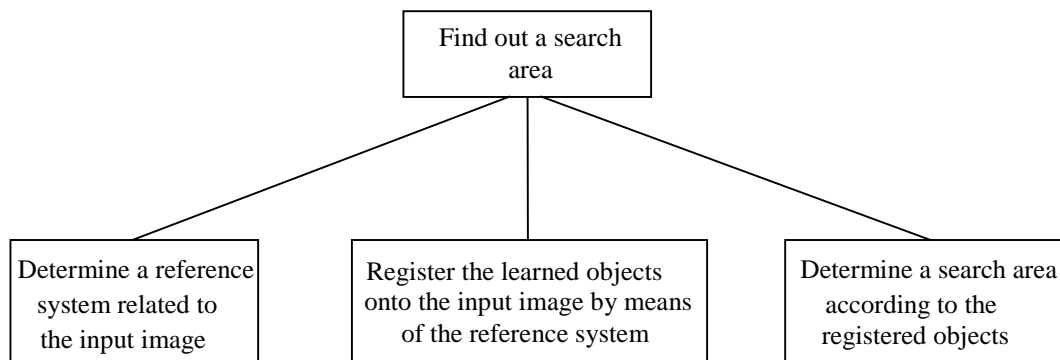 Find out a search
area
Determine a reference
system related to
the input image
Register the learned objects
onto the input image by means
of the reference system
Determine a search area
according to the
registered objects